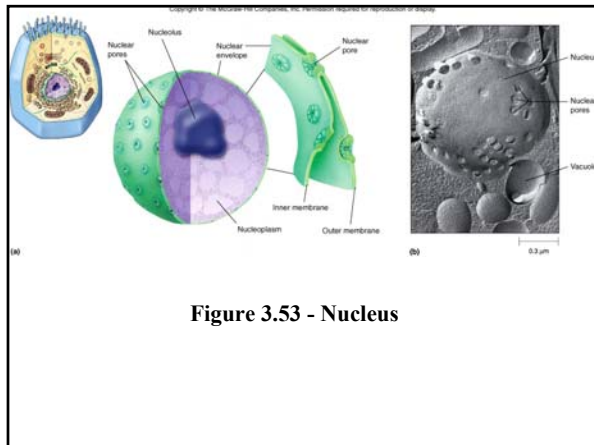 Copyright © The McGraw-Hill Companies, Inc. Permission required for reproduction or display.
Nucleolus
Nuclear
pores
Nuclear
envelope
Nuclear
pore
Inner membrane
Nucleoplasm
Outer membrane
(a)
Nucleu
Nuclear
pores
Vacuole
(b)
0.3 µm
Figure 3.53 - Nucleus